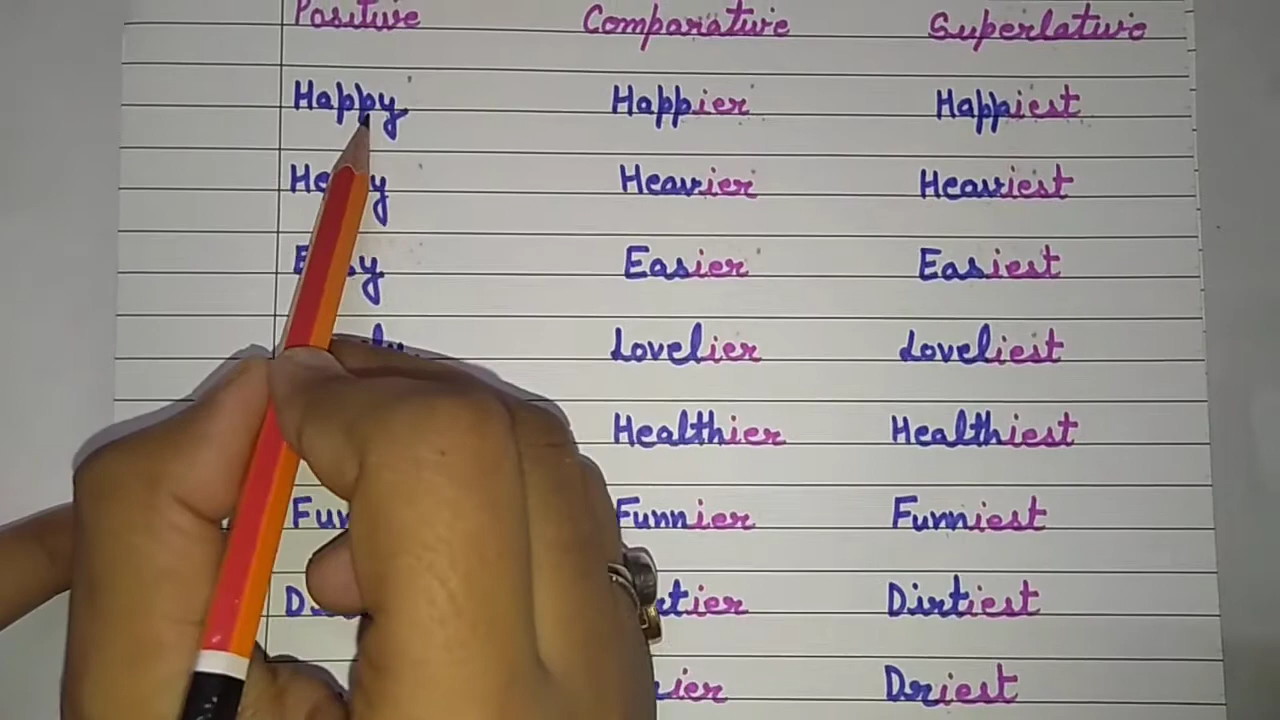 Positive Comparative Superlative
Happy Happier Happiest
Heavier Heaviest
Easier Easiest
Lovelier Loveliest
Healthier Healthiest
Funnier Funniest
Dirtiest
Driest